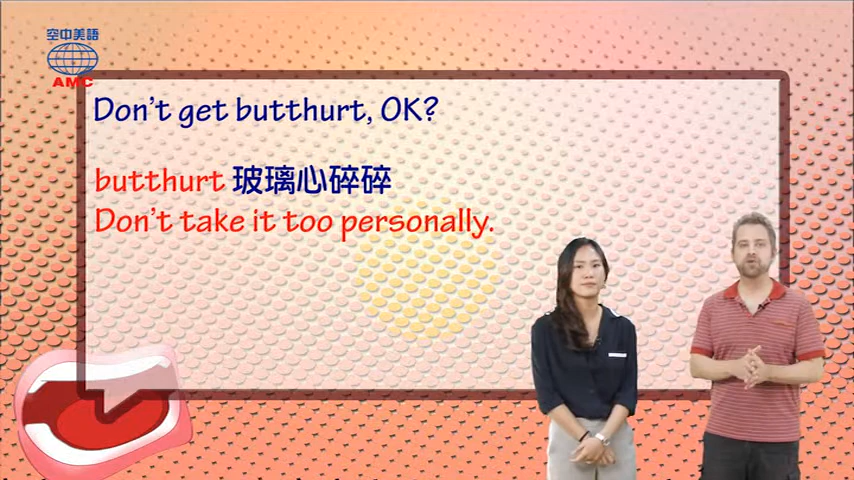 空中美語
AMC
Don't get butthurt, OK?
butthurt 玻璃心碎碎
Don't take it too personally.